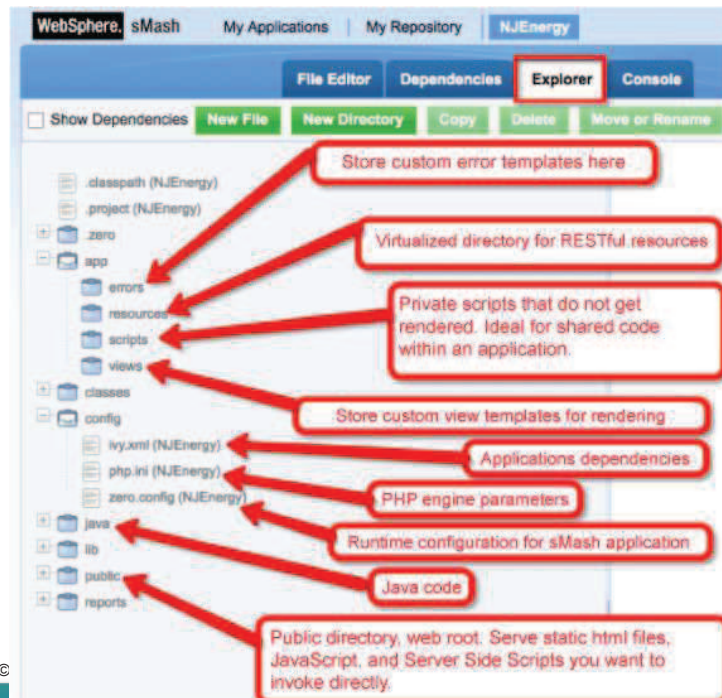 WebSphere. sMash My Applications My Repository NJEnergy
File Editor Dependencies Explorer Console
Show Dependencies New File New Directory Copy Delete Move or Rename
Store custom error templates here
.classpath (NJEnergy)
.project (NJEnergy)
.zero
Virtualized directory for RESTful resources
app
errors
resources
Private scripts that do not get
rendered. Ideal for shared code
within an application.
scripts
views
classes
Store custom view templates for rendering
config
ivy.xml (NJEnergy)
Applications dependencies
php.ini (NJEnergy)
PHP engine parameters
zero.config (NJEnergy)
java
Runtime configuration for sMash application
lib
public
Java code
reports
Public directory, web root. Serve static html files,
JavaScript, and Server Side Scripts you want to
invoke directly.
©